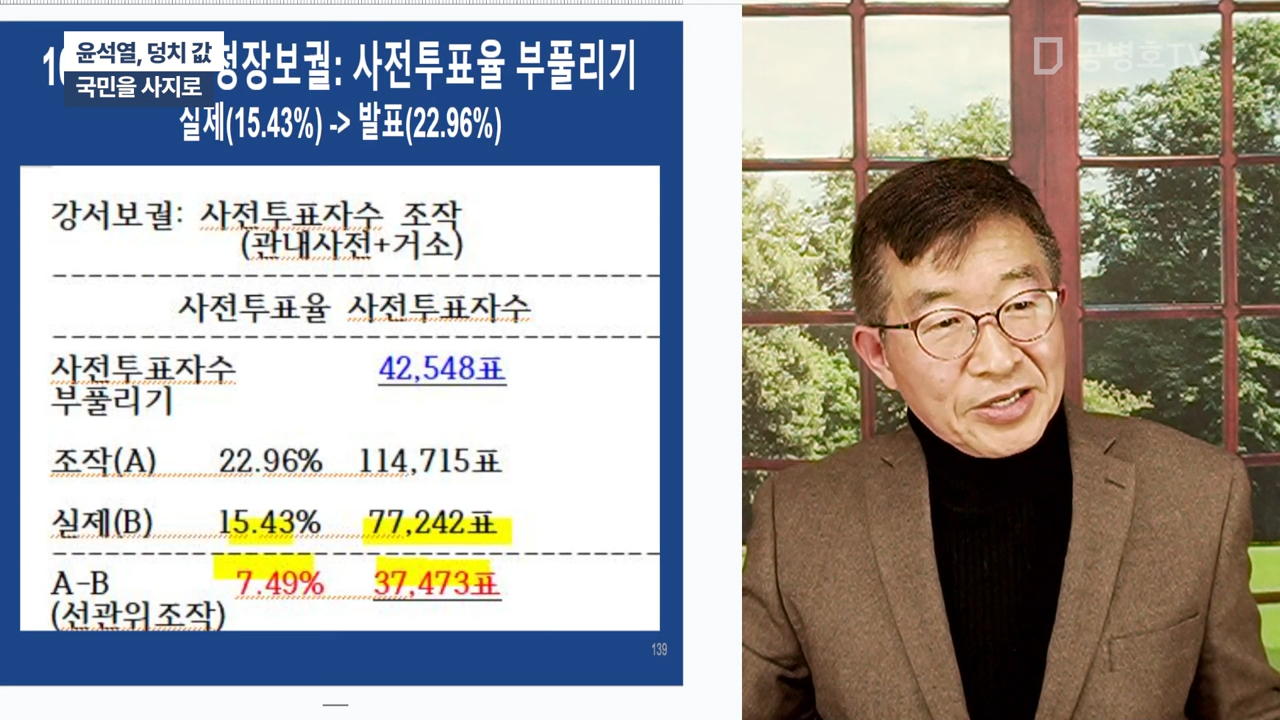 윤석열, 덩치 값
국민을 사지로
청장보궐: 사전투표율 부풀리기
실제(15.43%) -> 발표(22.96%)
강서보궐: 사전투표자수 조작
(관내사전+거소)
사전투표율 사전투표자수
사전투표자수 42,548표
부풀리기
조작(A) 22.96% 114,715표
실제(B) 15.43% 77,242표
A-B 7.49% 37,473표
(선관위조작)
139
공병호TV